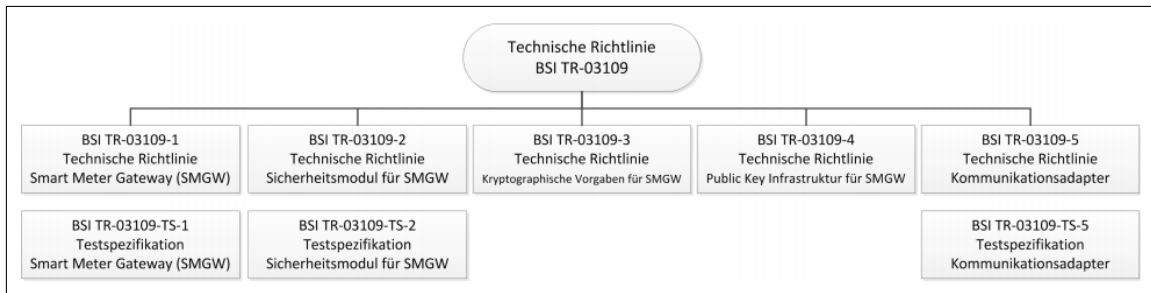 Technische Richtlinie
BSI TR-03109
BSI TR-03109-1
Technische Richtlinie
Smart Meter Gateway (SMGW)
BSI TR-03109-2
Technische Richtlinie
Sicherheitsmodul für SMGW
BSI TR-03109-3
Technische Richtlinie
Kryptographische Vorgaben für SMGW
BSI TR-03109-4
Technische Richtlinie
Public Key Infrastruktur für SMGW
BSI TR-03109-5
Technische Richtlinie
Kommunikationsadapter
BSI TR-03109-TS-1
Testspezifikation
Smart Meter Gateway (SMGW)
BSI TR-03109-TS-2
Testspezifikation
Sicherheitsmodul für SMGW
BSI TR-03109-TS-5
Testspezifikation
Kommunikationsadapter